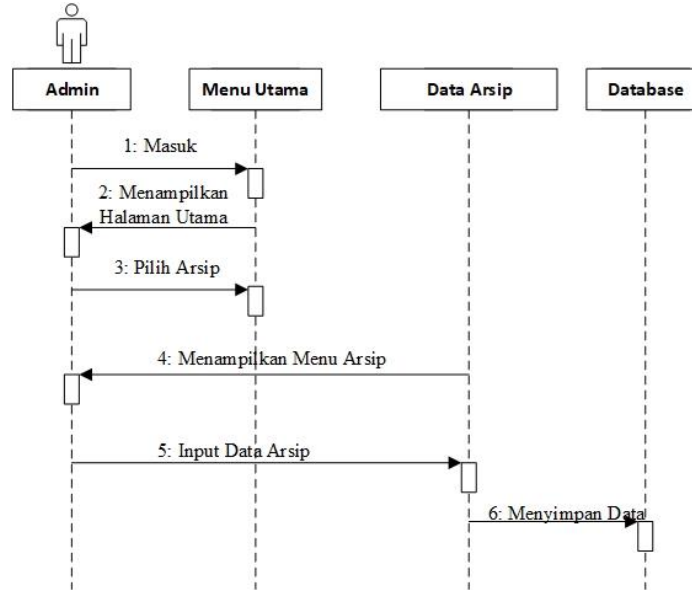 Admin
Menu Utama
Data Arsip
Database
1: Masuk
2: Menampilkan
Halaman Utama
3: Pilih Arsip
4: Menampilkan Menu Arsip
5: Input Data Arsip
6: Menyimpan Data